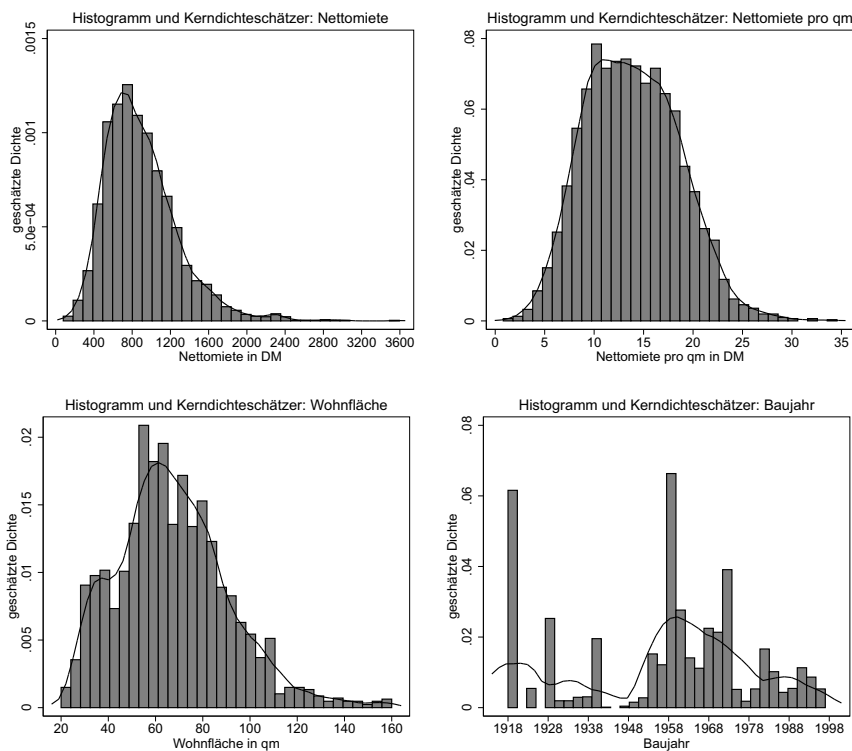 Histogramm und Kerndichteschätzer: Nettomiete
geschätzte Dichte
0
5.0e−04
.001
.0015
0 400 800 1200 1600 2000 2400 2800 3200 3600
Nettomiete in DM
Histogramm und Kerndichteschätzer: Nettomiete pro qm
geschätzte Dichte
0
.02
.04
.06
.08
0 5 10 15 20 25 30 35
Nettomiete pro qm in DM
Histogramm und Kerndichteschätzer: Wohnfläche
geschätzte Dichte
0
.005
.01
.015
.02
20 40 60 80 100 120 140 160
Wohnfläche in qm
Histogramm und Kerndichteschätzer: Baujahr
geschätzte Dichte
0
.02
.04
.06
.08
1918 1928 1938 1948 1958 1968 1978 1988 1998
Baujahr